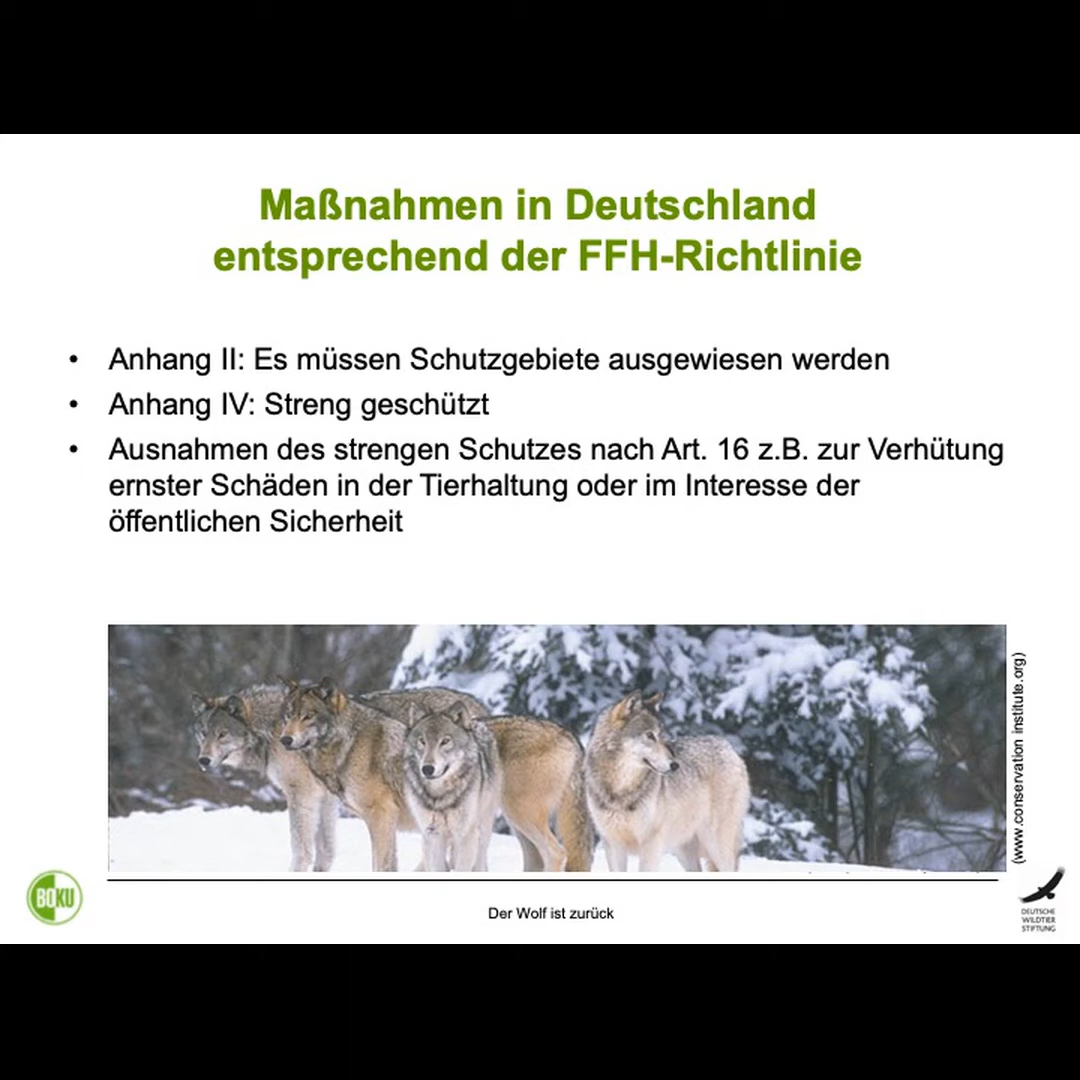 Maßnahmen in Deutschland
entsprechend der FFH-Richtlinie
• Anhang II: Es müssen Schutzgebiete ausgewiesen werden
• Anhang IV: Streng geschützt
• Ausnahmen des strengen Schutzes nach Art. 16 z.B. zur Verhütung
ernster Schäden in der Tierhaltung oder im Interesse der
öffentlichen Sicherheit
(www.conservation institute.org)
BOKU
Der Wolf ist zurück
DEUTSCHE
WILDTIER
STIFTUNG